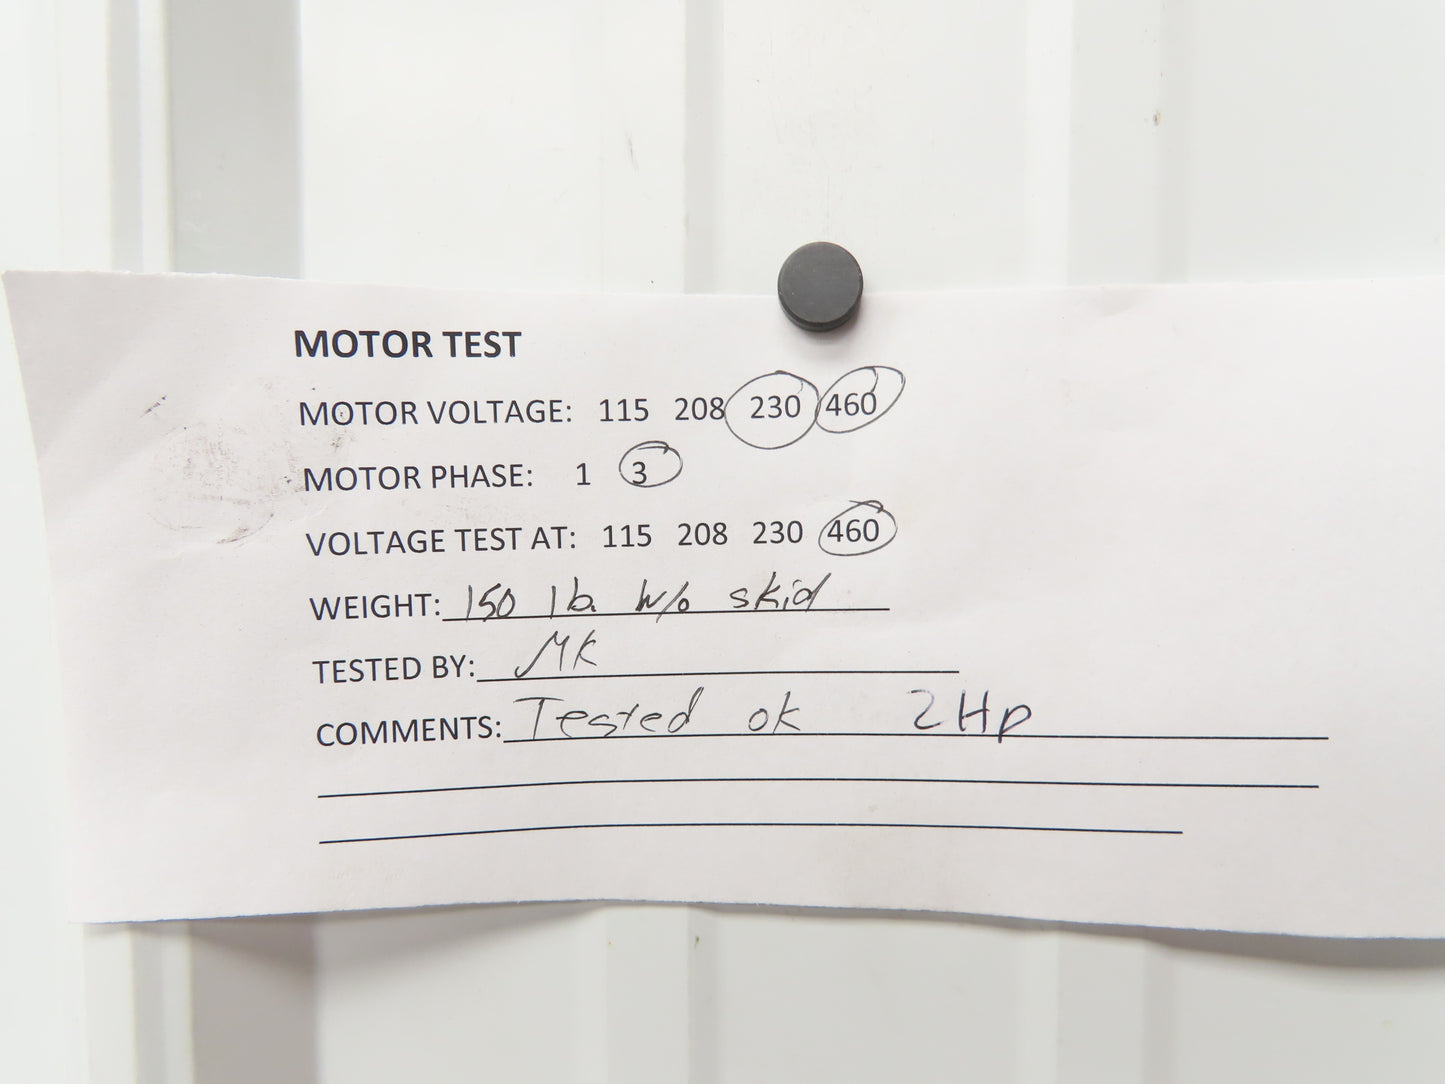 MOTOR TEST
MOTOR VOLTAGE: 115 208 230 460
MOTOR PHASE: 1 3
VOLTAGE TEST AT: 115 208 230 460
WEIGHT: 150 lb. w/o skid
TESTED BY: MK
COMMENTS: Tested ok 2Hp